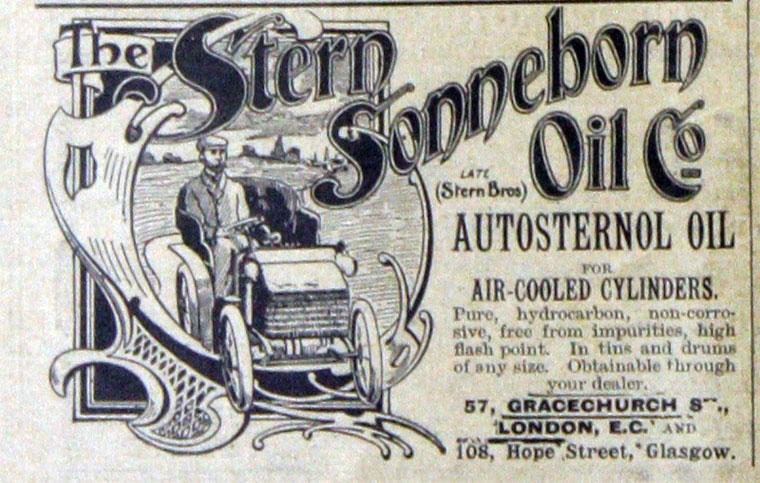 The Stern
Sonneborn
Oil Co
LATE
(Stern Bros)
AUTOSTERNOL OIL
FOR
AIR-COOLED CYLINDERS.
Pure, hydrocarbon, non-corro-
sive, free from impurities, high
flash point. In tins and drums
of any size. Obtainable through
your dealer.
57, GRACECHURCH ST.,
LONDON, E.C. AND
108, Hope Street, Glasgow.